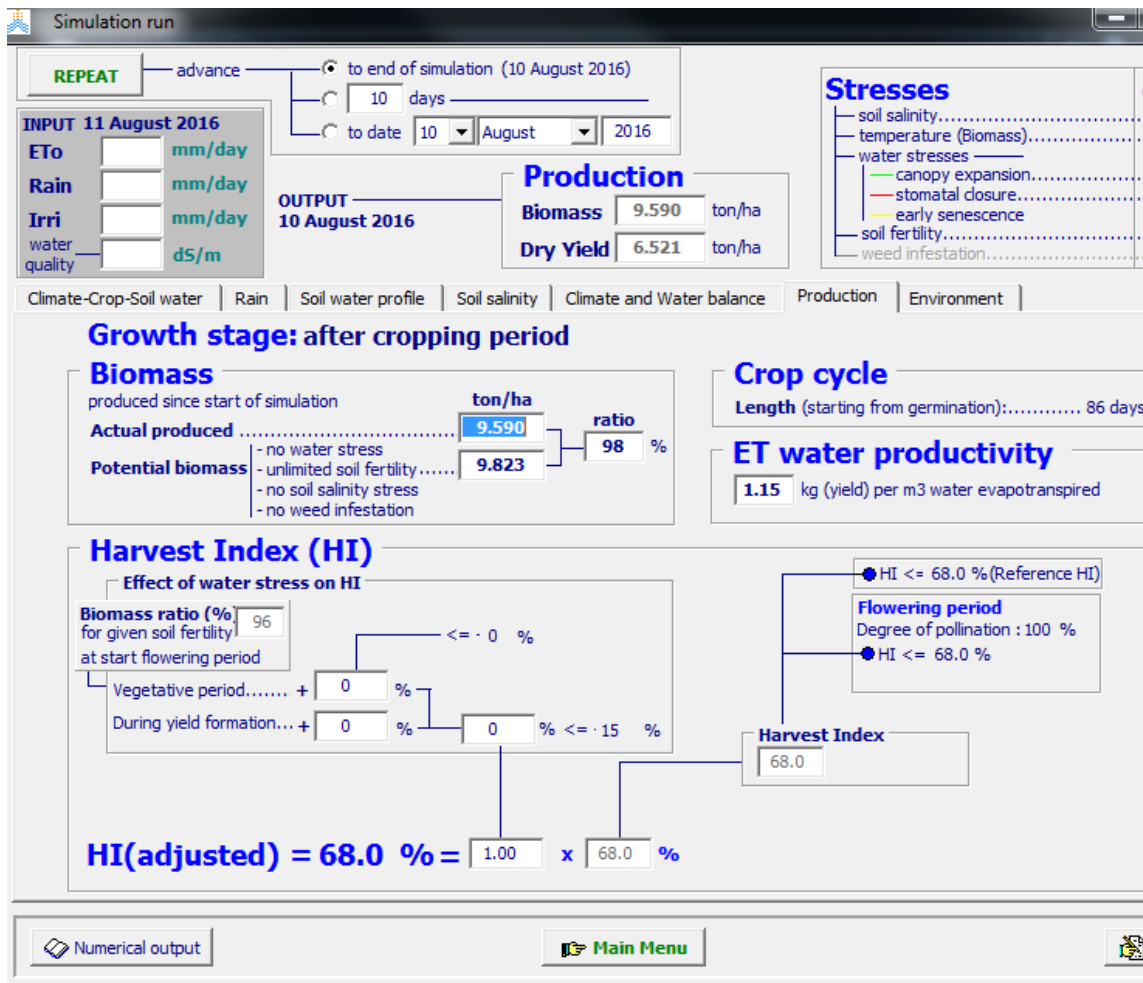 Simulation run
REPEAT
advance
to end of simulation (10 August 2016)
10 days
to date 10 August 2016
INPUT 11 August 2016
ETo mm/day
Rain mm/day
Irri mm/day
water
quality dS/m
OUTPUT
10 August 2016
Production
Biomass 9.590 ton/ha
Dry Yield 6.521 ton/ha
Stresses
soil salinity
temperature (Biomass)
water stresses
canopy expansion
stomatal closure
early senescence
soil fertility
weed infestation
Climate-Crop-Soil water Rain Soil water profile Soil salinity Climate and Water balance Production Environment
Growth stage: after cropping period
Biomass
produced since start of simulation ton/ha
Actual produced 9.590
ratio
98 %
Potential biomass
- no water stress
- unlimited soil fertility...... 9.823
- no soil salinity stress
- no weed infestation
Crop cycle
Length (starting from germination):............ 86 days
ET water productivity
1.15 kg (yield) per m3 water evapotranspired
Harvest Index (HI)
Effect of water stress on HI
Biomass ratio (%) 96
for given soil fertility
at start flowering period
<= · 0 %
Vegetative period....... + 0 %
During yield formation... + 0 %
0 % <= · 15 %
HI <= 68.0 %(Reference HI)
Flowering period
Degree of pollination : 100 %
HI <= 68.0 %
Harvest Index
68.0
HI(adjusted) = 68.0 % = 1.00 x 68.0 %
Numerical output
Main Menu